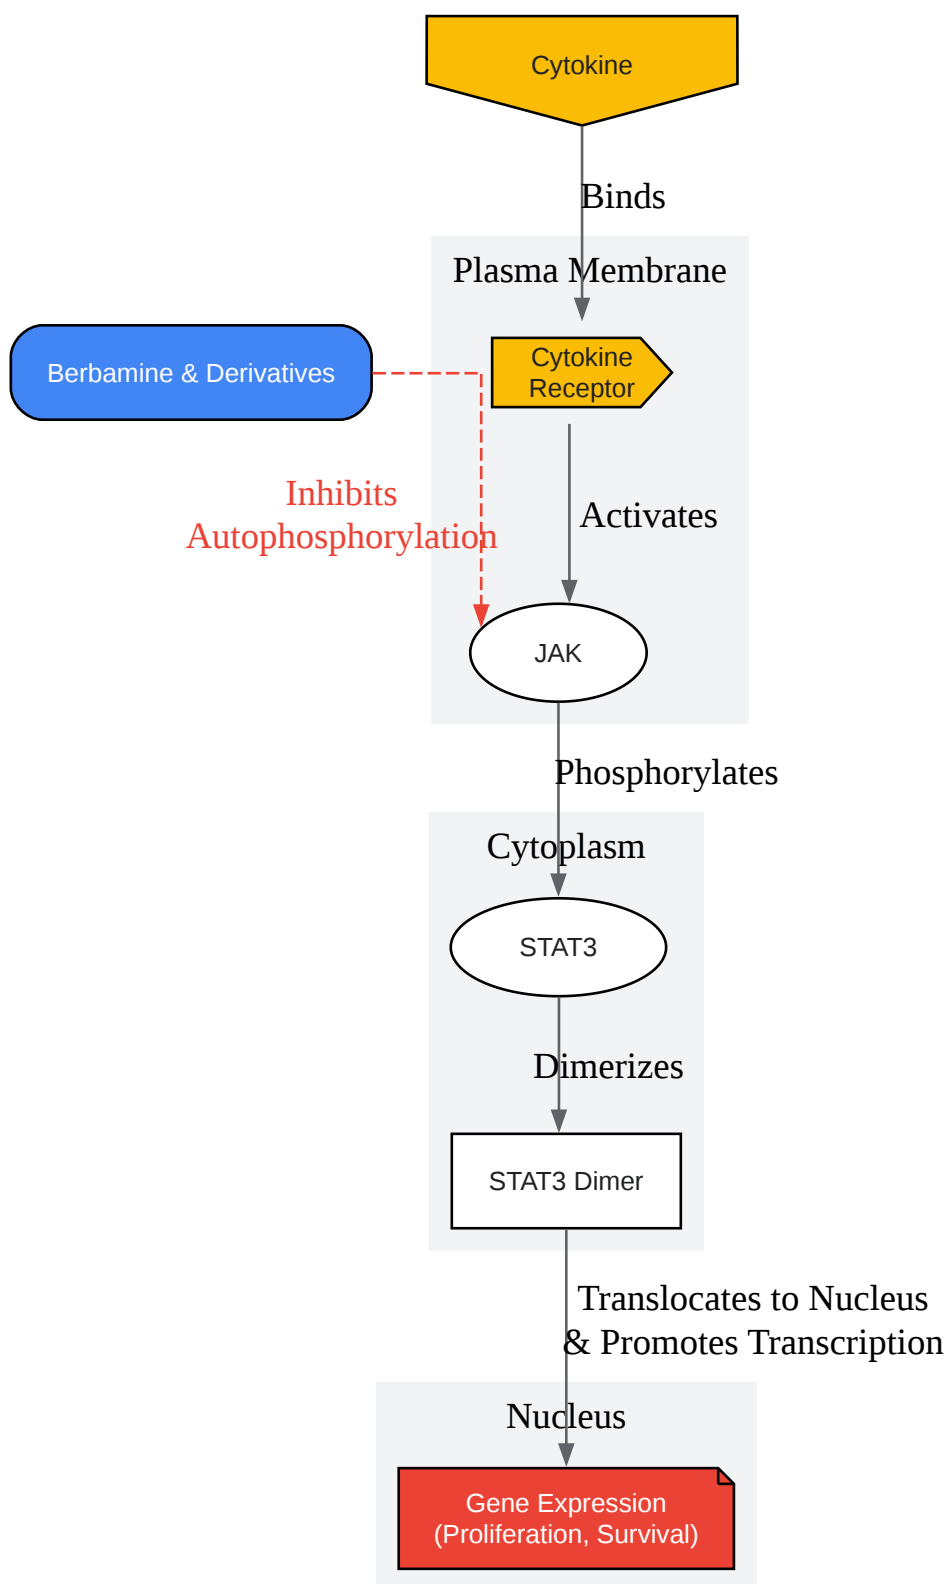 Cytokine
Binds
Plasma Membrane
Cytokine
Receptor
Berbamine & Derivatives
Inhibits
Autophosphorylation
Activates
JAK
Phosphorylates
Cytoplasm
STAT3
Dimerizes
STAT3 Dimer
Translocates to Nucleus
& Promotes Transcription
Nucleus
Gene Expression
(Proliferation, Survival)